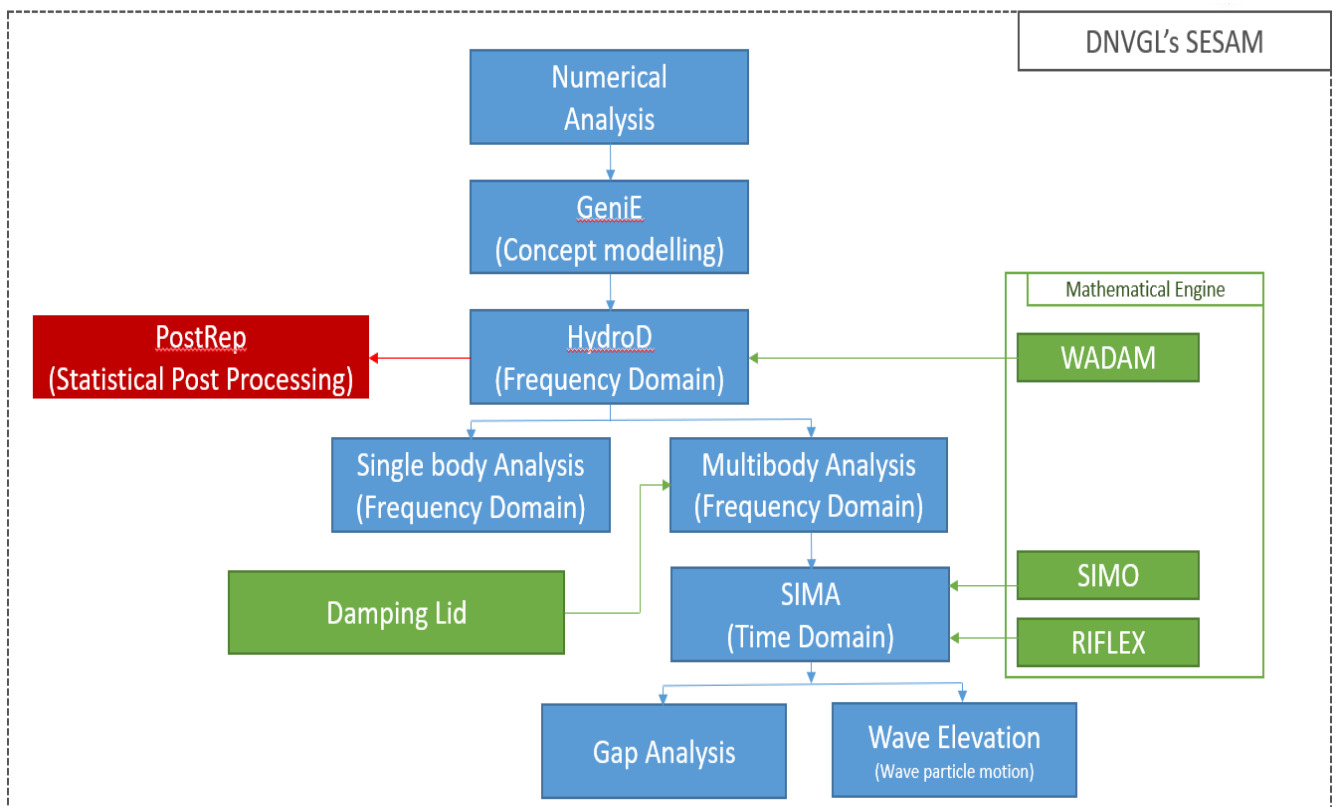 DNVGL's SESAM
Numerical
Analysis
GeniE
(Concept modelling)
Mathematical Engine
PostRep
(Statistical Post Processing)
HydroD
(Frequency Domain)
WADAM
Single body Analysis
(Frequency Domain)
Multibody Analysis
(Frequency Domain)
Damping Lid
SIMA
(Time Domain)
SIMO
RIFLEX
Gap Analysis
Wave Elevation
(Wave particle motion)